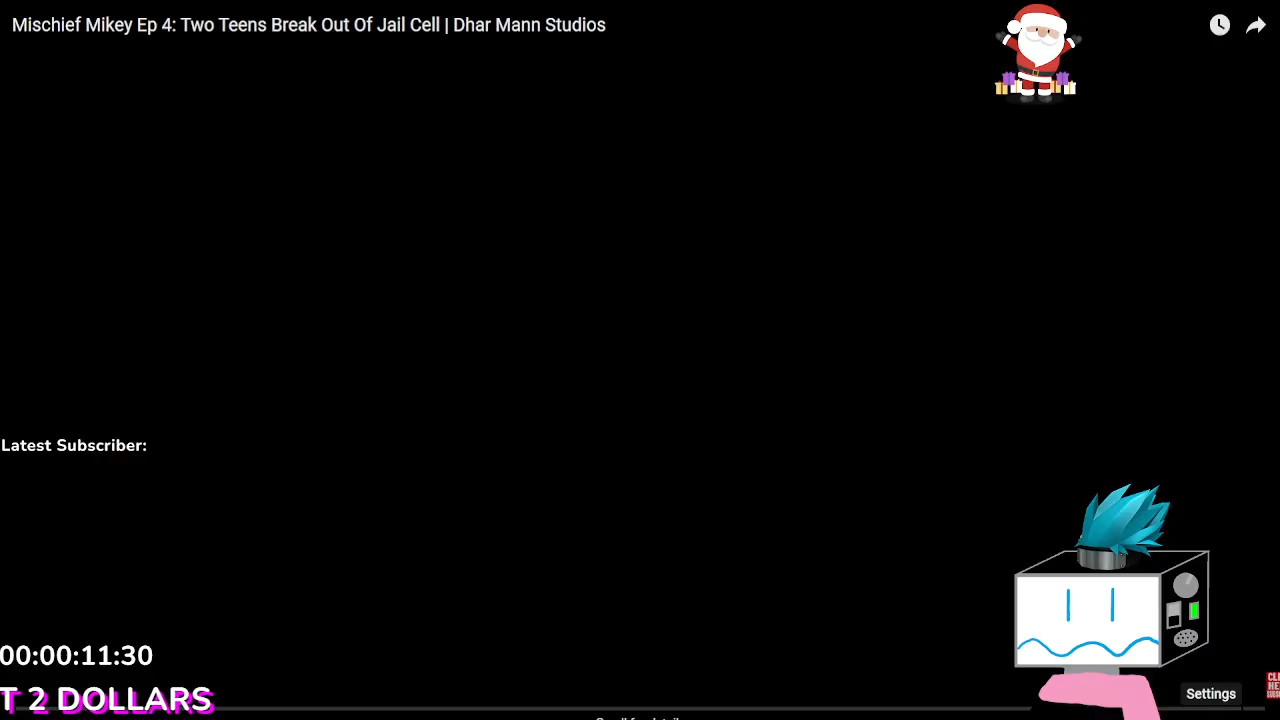 Mischief Mikey Ep 4: Two Teens Break Out Of Jail Cell | Dhar Mann Studios
Latest Subscriber:
00:00:11:30
T 2 DOLLARS
Settings